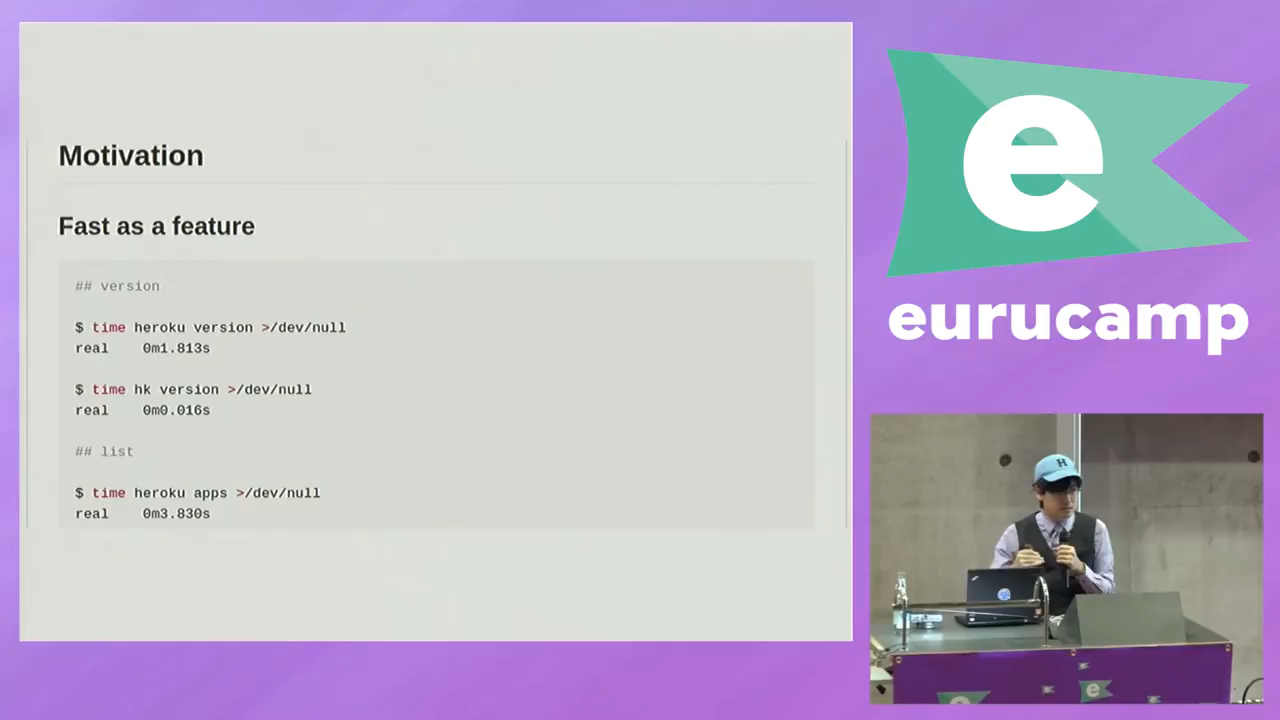 Motivation
Fast as a feature
## version
$ time heroku version >/dev/null
real    0m1.813s
$ time hk version >/dev/null
real    0m0.016s
## list
$ time heroku apps >/dev/null
real    0m3.830s
e
eurucamp
H
e